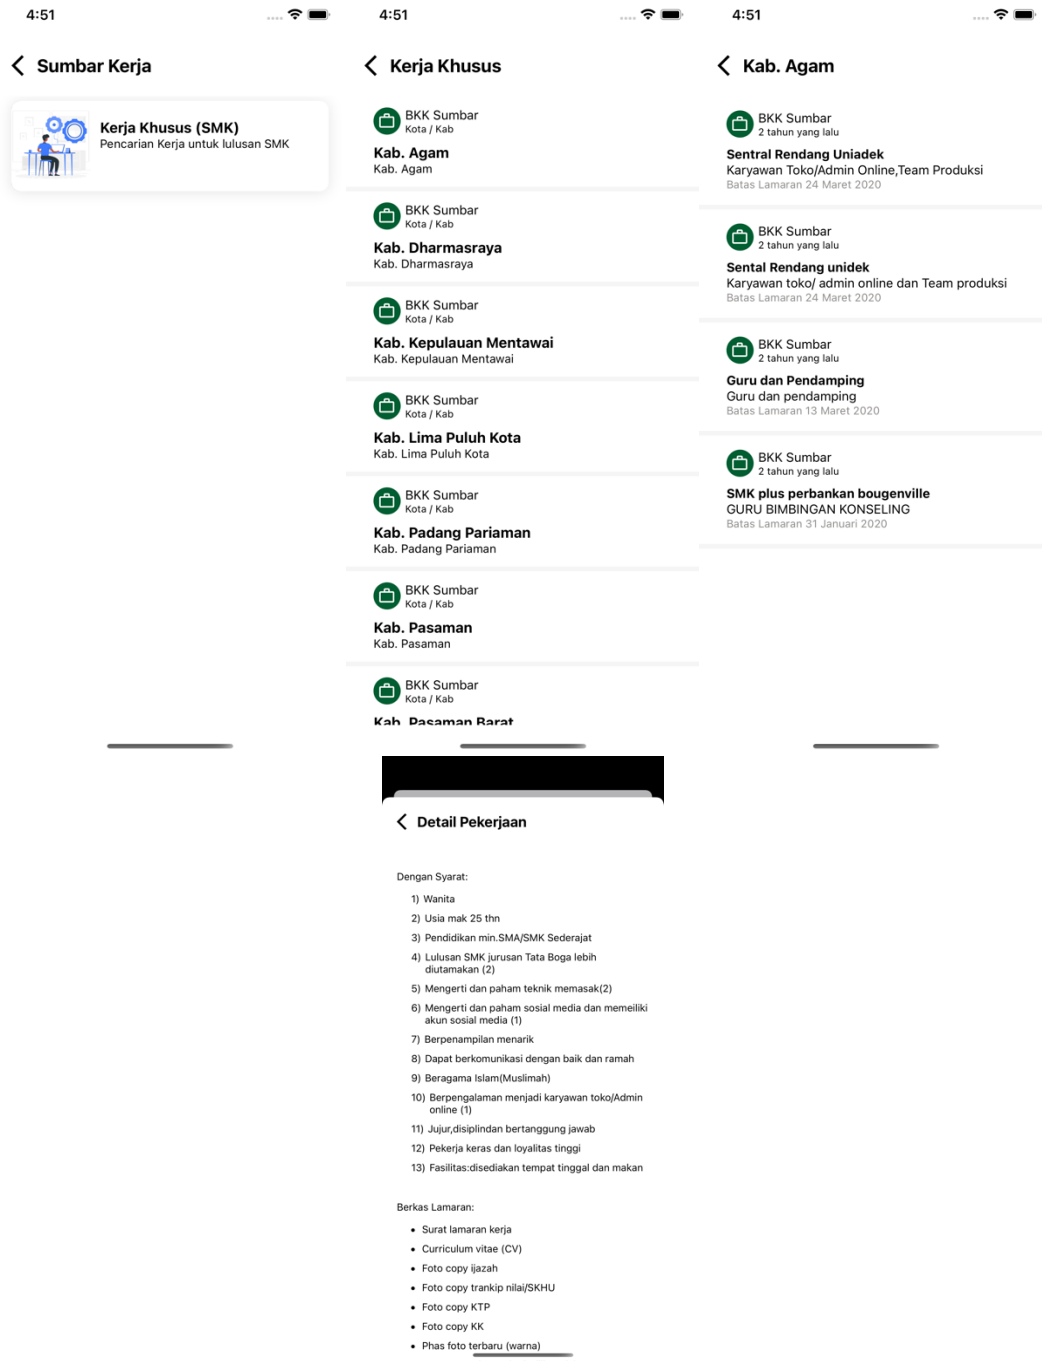 4:51
Sumbar Kerja
Kerja Khusus (SMK)
Pencarian Kerja untuk lulusan SMK
4:51
Kerja Khusus
BKK Sumbar
Kota / Kab
Kab. Agam
Kab. Agam
BKK Sumbar
Kota / Kab
Kab. Dharmasraya
Kab. Dharmasraya
BKK Sumbar
Kota / Kab
Kab. Kepulauan Mentawai
Kab. Kepulauan Mentawai
BKK Sumbar
Kota / Kab
Kab. Lima Puluh Kota
Kab. Lima Puluh Kota
BKK Sumbar
Kota / Kab
Kab. Padang Pariaman
Kab. Padang Pariaman
BKK Sumbar
Kota / Kab
Kab. Pasaman
Kab. Pasaman
BKK Sumbar
Kota / Kab
Kab. Pasaman Barat
4:51
Kab. Agam
BKK Sumbar
2 tahun yang lalu
Sentral Rendang Uniadek
Karyawan Toko/Admin Online,Team Produksi
Batas Lamaran 24 Maret 2020
BKK Sumbar
2 tahun yang lalu
Sental Rendang unidek
Karyawan toko/ admin online dan Team produksi
Batas Lamaran 24 Maret 2020
BKK Sumbar
2 tahun yang lalu
Guru dan Pendamping
Guru dan pendamping
Batas Lamaran 13 Maret 2020
BKK Sumbar
2 tahun yang lalu
SMK plus perbankan bougenville
GURU BIMBINGAN KONSELING
Batas Lamaran 31 Januari 2020
Detail Pekerjaan
Dengan Syarat:
1) Wanita
2) Usia mak 25 thn
3) Pendidikan min.SMA/SMK Sederajat
4) Lulusan SMK jurusan Tata Boga lebih
diutamakan (2)
5) Mengerti dan paham teknik memasak(2)
6) Mengerti dan paham sosial media dan memeiliki
akun sosial media (1)
7) Berpenampilan menarik
8) Dapat berkomunikasi dengan baik dan ramah
9) Beragama Islam(Muslimah)
10) Berpengalaman menjadi karyawan toko/Admin
online (1)
11) Jujur,disiplindan bertanggung jawab
12) Pekerja keras dan loyalitas tinggi
13) Fasilitas:disediakan tempat tinggal dan makan
Berkas Lamaran:
• Surat lamaran kerja
• Curriculum vitae (CV)
• Foto copy ijazah
• Foto copy trankip nilai/SKHU
• Foto copy KTP
• Foto copy KK
• Phas foto terbaru (warna)